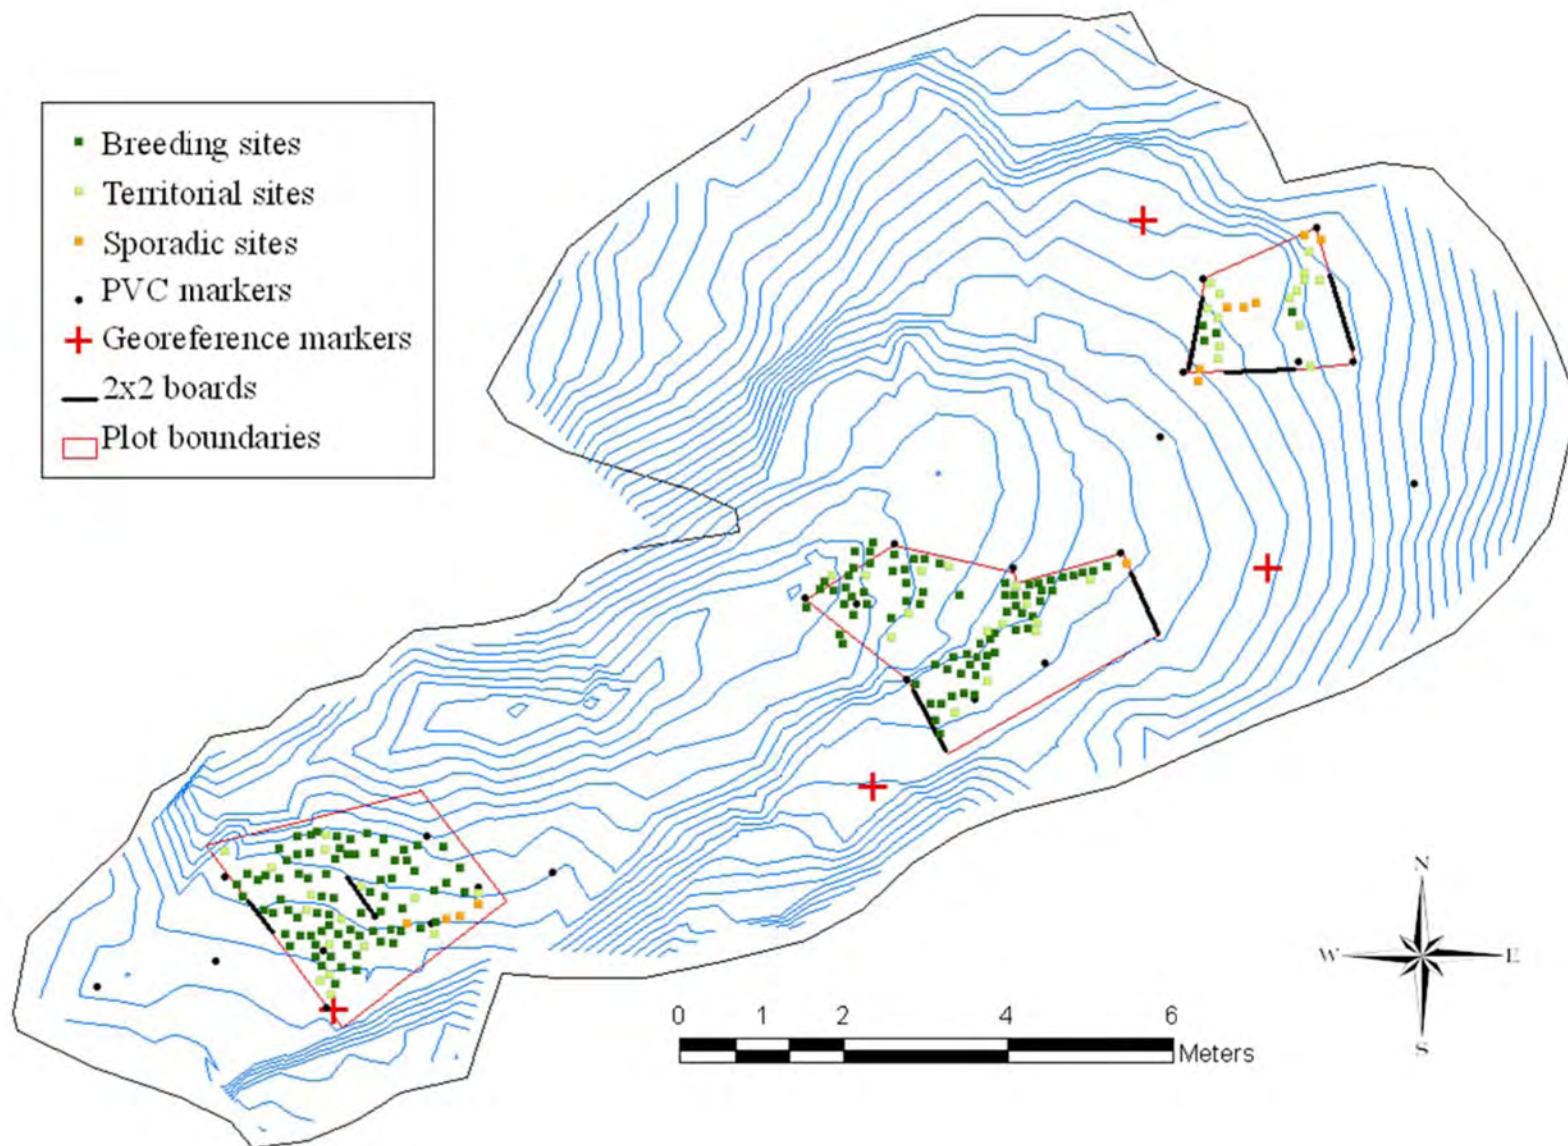 Breeding sites
Territorial sites
Sporadic sites
PVC markers
Georeference markers
2x2 boards
Plot boundaries
N
W E
S
0 1 2 4 6
Meters